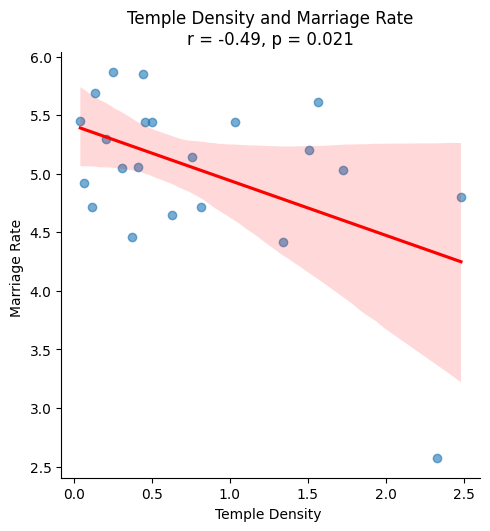 Temple Density and Marriage Rate
r = -0.49, p = 0.021
6.0
5.5
5.0
4.5
4.0
3.5
3.0
2.5
Marriage Rate
0.0 0.5 1.0 1.5 2.0 2.5
Temple Density